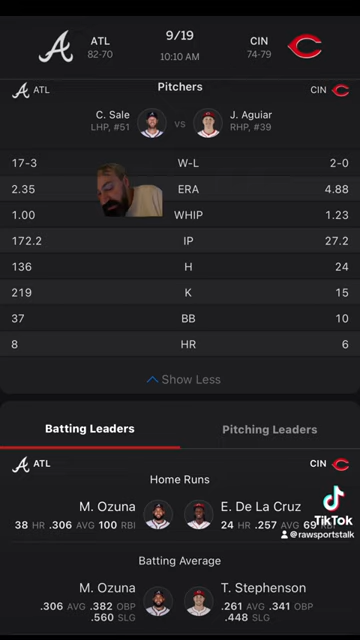 ATL 9/19 CIN
82-70 10:10 AM 74-79
ATL Pitchers CIN
C. Sale vs J. Aguiar
LHP, #51 RHP, #39
17-3 W-L 2-0
2.35 ERA 4.88
1.00 WHIP 1.23
172.2 IP 27.2
136 H 24
219 K 15
37 BB 10
8 HR 6
Show Less
Batting Leaders Pitching Leaders
ATL CIN
Home Runs
M. Ozuna E. De La Cruz
38 HR .306 AVG 100 RBI 24 HR .257 AVG 69 RBI
TikTok
@rawsportstalk
Batting Average
M. Ozuna T. Stephenson
.306 AVG .382 OBP .261 AVG .341 OBP
.560 SLG .448 SLG